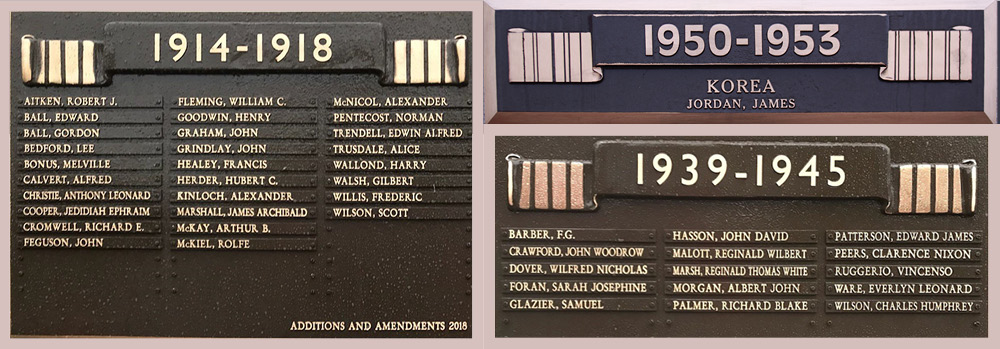 1914-1918
AITKEN, ROBERT J.
BALL, EDWARD
BALL, GORDON
BEDFORD, LEE
BONUS, MELVILLE
CALVERT, ALFRED
CHRISTIE, ANTHONY LEONARD
COOPER, JEDIDIAH EPHRAIM
CROMWELL, RICHARD E.
FEGUSON, JOHN
FLEMING, WILLIAM C.
GOODWIN, HENRY
GRAHAM, JOHN
GRINDLAY, JOHN
HEALEY, FRANCIS
HERDER, HUBERT C.
KINLOCH, ALEXANDER
MARSHALL, JAMES ARCHIBALD
McKAY, ARTHUR B.
McKIEL, ROLFE
McNICOL, ALEXANDER
PENTECOST, NORMAN
TRENDELL, EDWIN ALFRED
TRUSDALE, ALICE
WALLOND, HARRY
WALSH, GILBERT
WILLIS, FREDERIC
WILSON, SCOTT
ADDITIONS AND AMENDMENTS 2018
1950-1953
KOREA
JORDAN, JAMES
1939-1945
BARBER, F.G.
CRAWFORD, JOHN WOODROW
DOVER, WILFRED NICHOLAS
FORAN, SARAH JOSEPHINE
GLAZIER, SAMUEL
HASSON, JOHN DAVID
MALOTT, REGINALD WILBERT
MARSH, REGINALD THOMAS WHITE
MORGAN, ALBERT JOHN
PALMER, RICHARD BLAKE
PATTERSON, EDWARD JAMES
PEERS, CLARENCE NIXON
RUGGERIO, VINCENSO
WARE, EVERLYN LEONARD
WILSON, CHARLES HUMPHREY